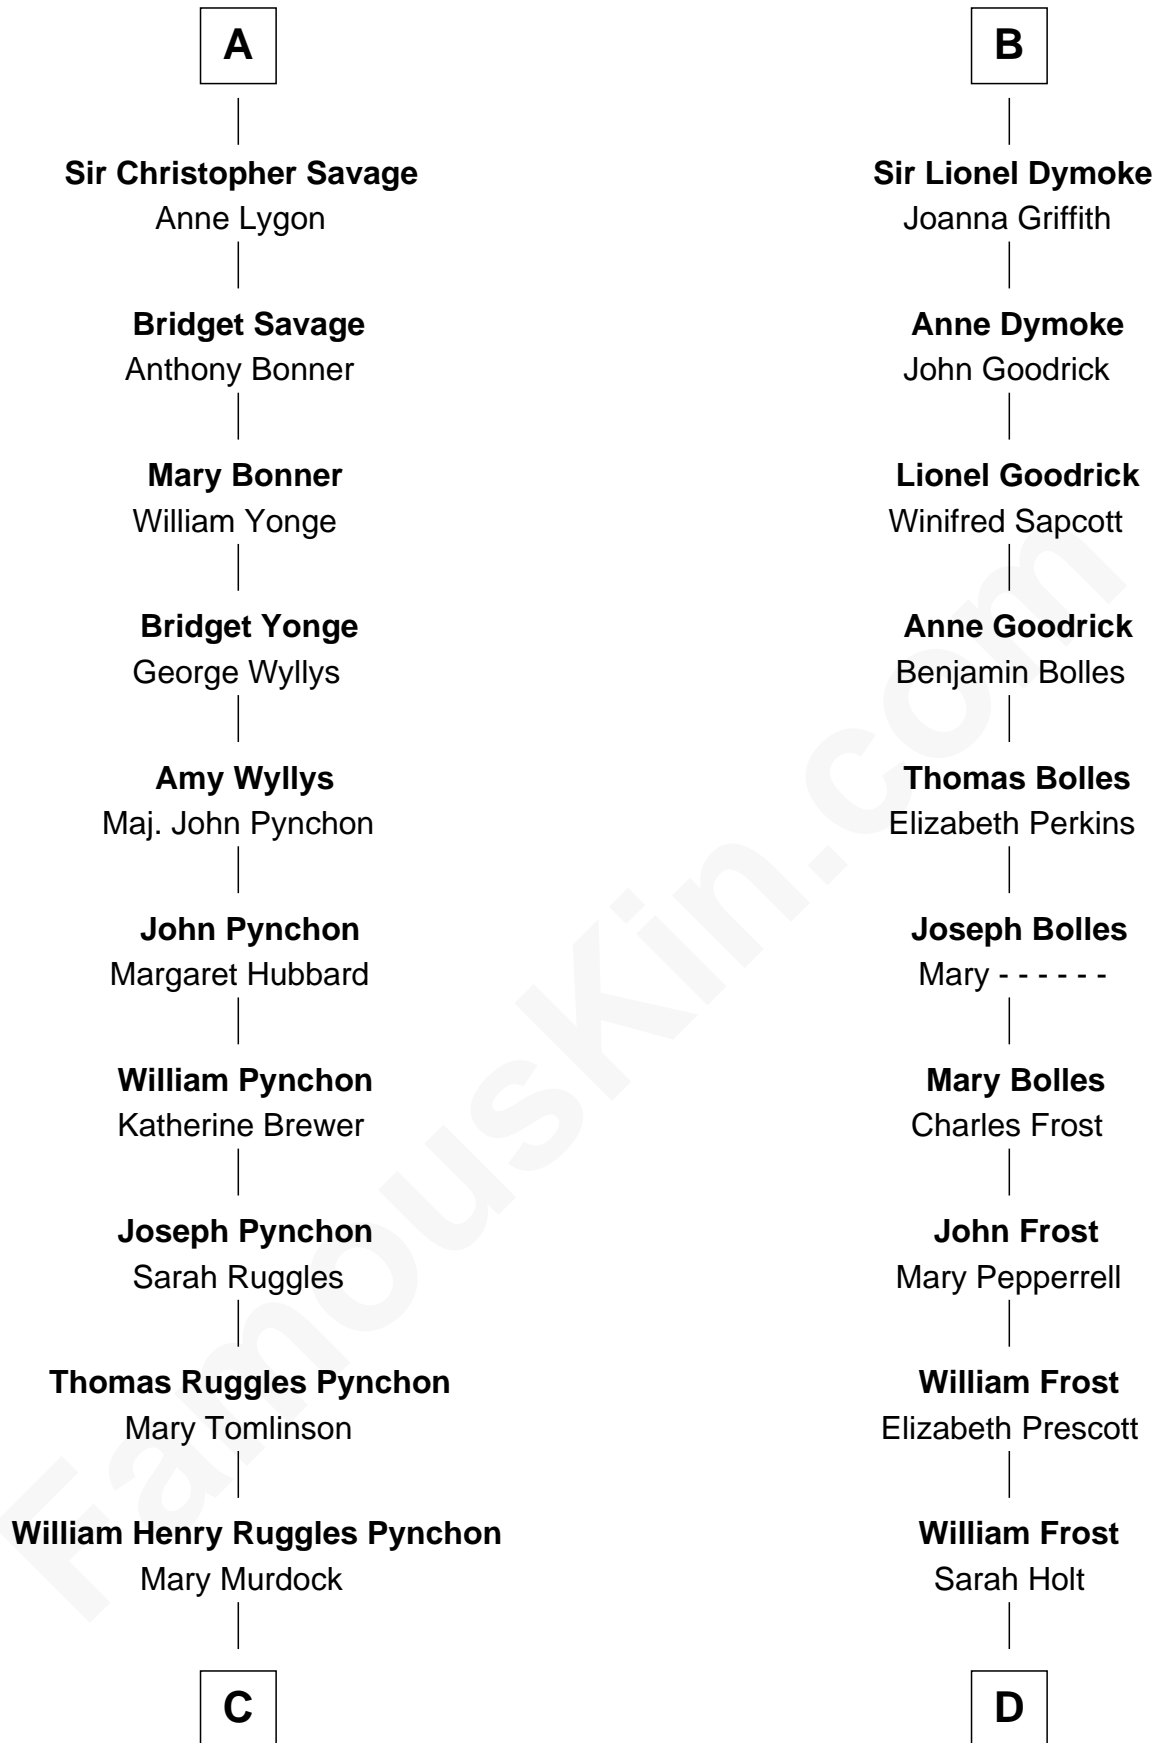 A
Sir Christopher Savage
Anne Lygon
Bridget Savage
Anthony Bonner
Mary Bonner
William Yonge
Bridget Yonge
George Wyllys
Amy Wyllys
Maj. John Pynchon
John Pynchon
Margaret Hubbard
William Pynchon
Katherine Brewer
Joseph Pynchon
Sarah Ruggles
Thomas Ruggles Pynchon
Mary Tomlinson
William Henry Ruggles Pynchon
Mary Murdock
C
B
Sir Lionel Dymoke
Joanna Griffith
Anne Dymoke
John Goodrick
Lionel Goodrick
Winifred Sapcott
Anne Goodrick
Benjamin Bolles
Thomas Bolles
Elizabeth Perkins
Joseph Bolles
Mary - - - - - -
Mary Bolles
Charles Frost
John Frost
Mary Pepperrell
William Frost
Elizabeth Prescott
William Frost
Sarah Holt
D
FamousKin.com